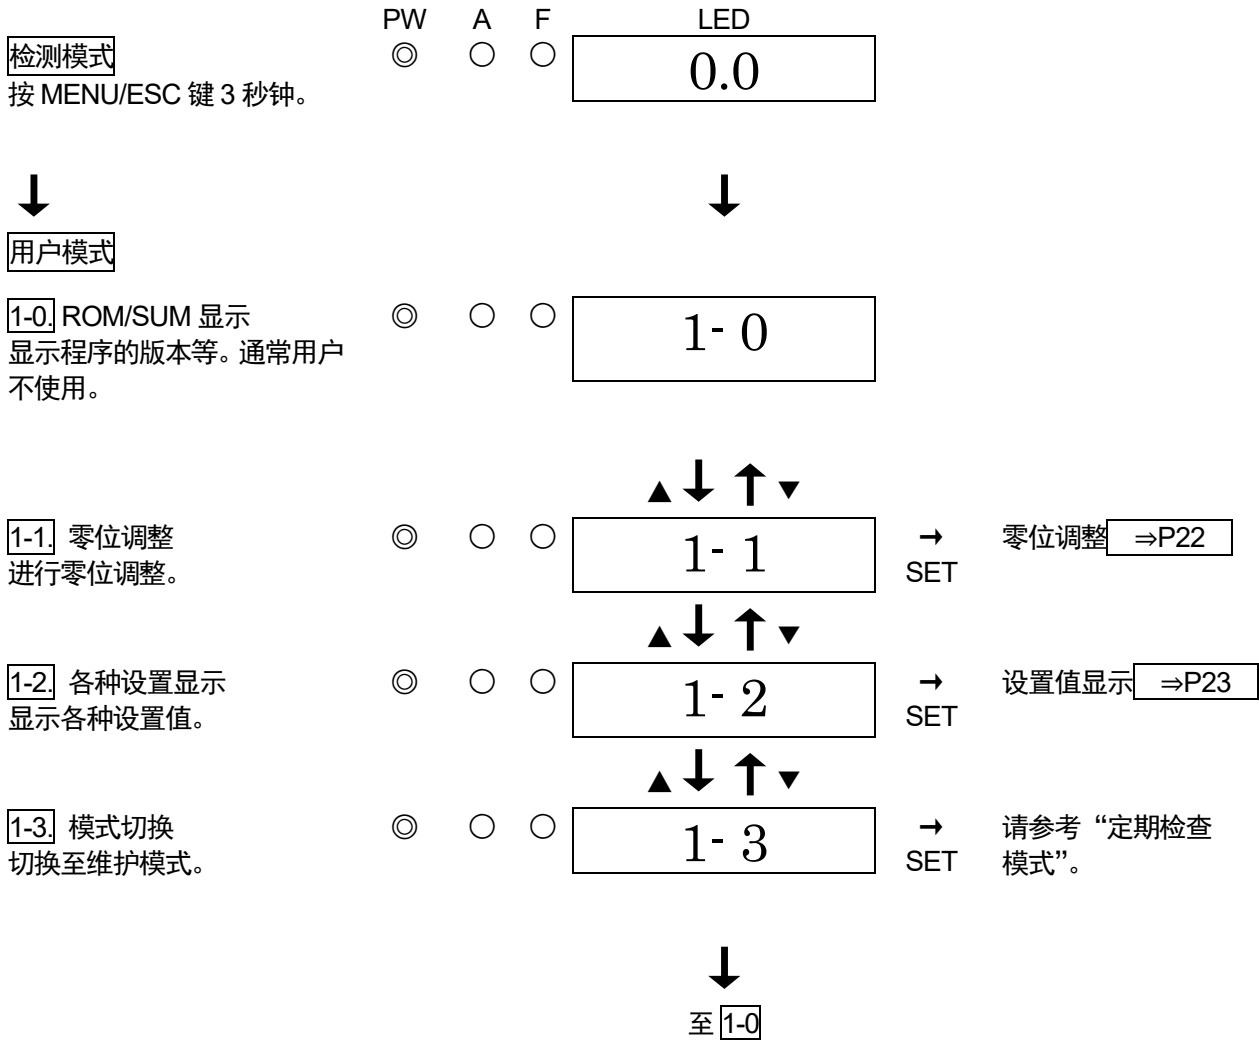 PW A F LED
检测模式 ◎ ○ ○ 0.0
按 MENU/ESC 键 3 秒钟。
↓ ↓
用户模式
1-0. ROM/SUM 显示 ◎ ○ ○ 1- 0
显示程序的版本等。通常用户
不使用。
▲↓↑▼
1-1. 零位调整 ◎ ○ ○ 1- 1 → 零位调整 ⇒P22
进行零位调整。 SET
▲↓↑▼
1-2. 各种设置显示 ◎ ○ ○ 1- 2 → 设置值显示 ⇒P23
显示各种设置值。 SET
▲↓↑▼
1-3. 模式切换 ◎ ○ ○ 1- 3 → 请参考“定期检查
切换至维护模式。 SET 模式”。
↓
至 1-0